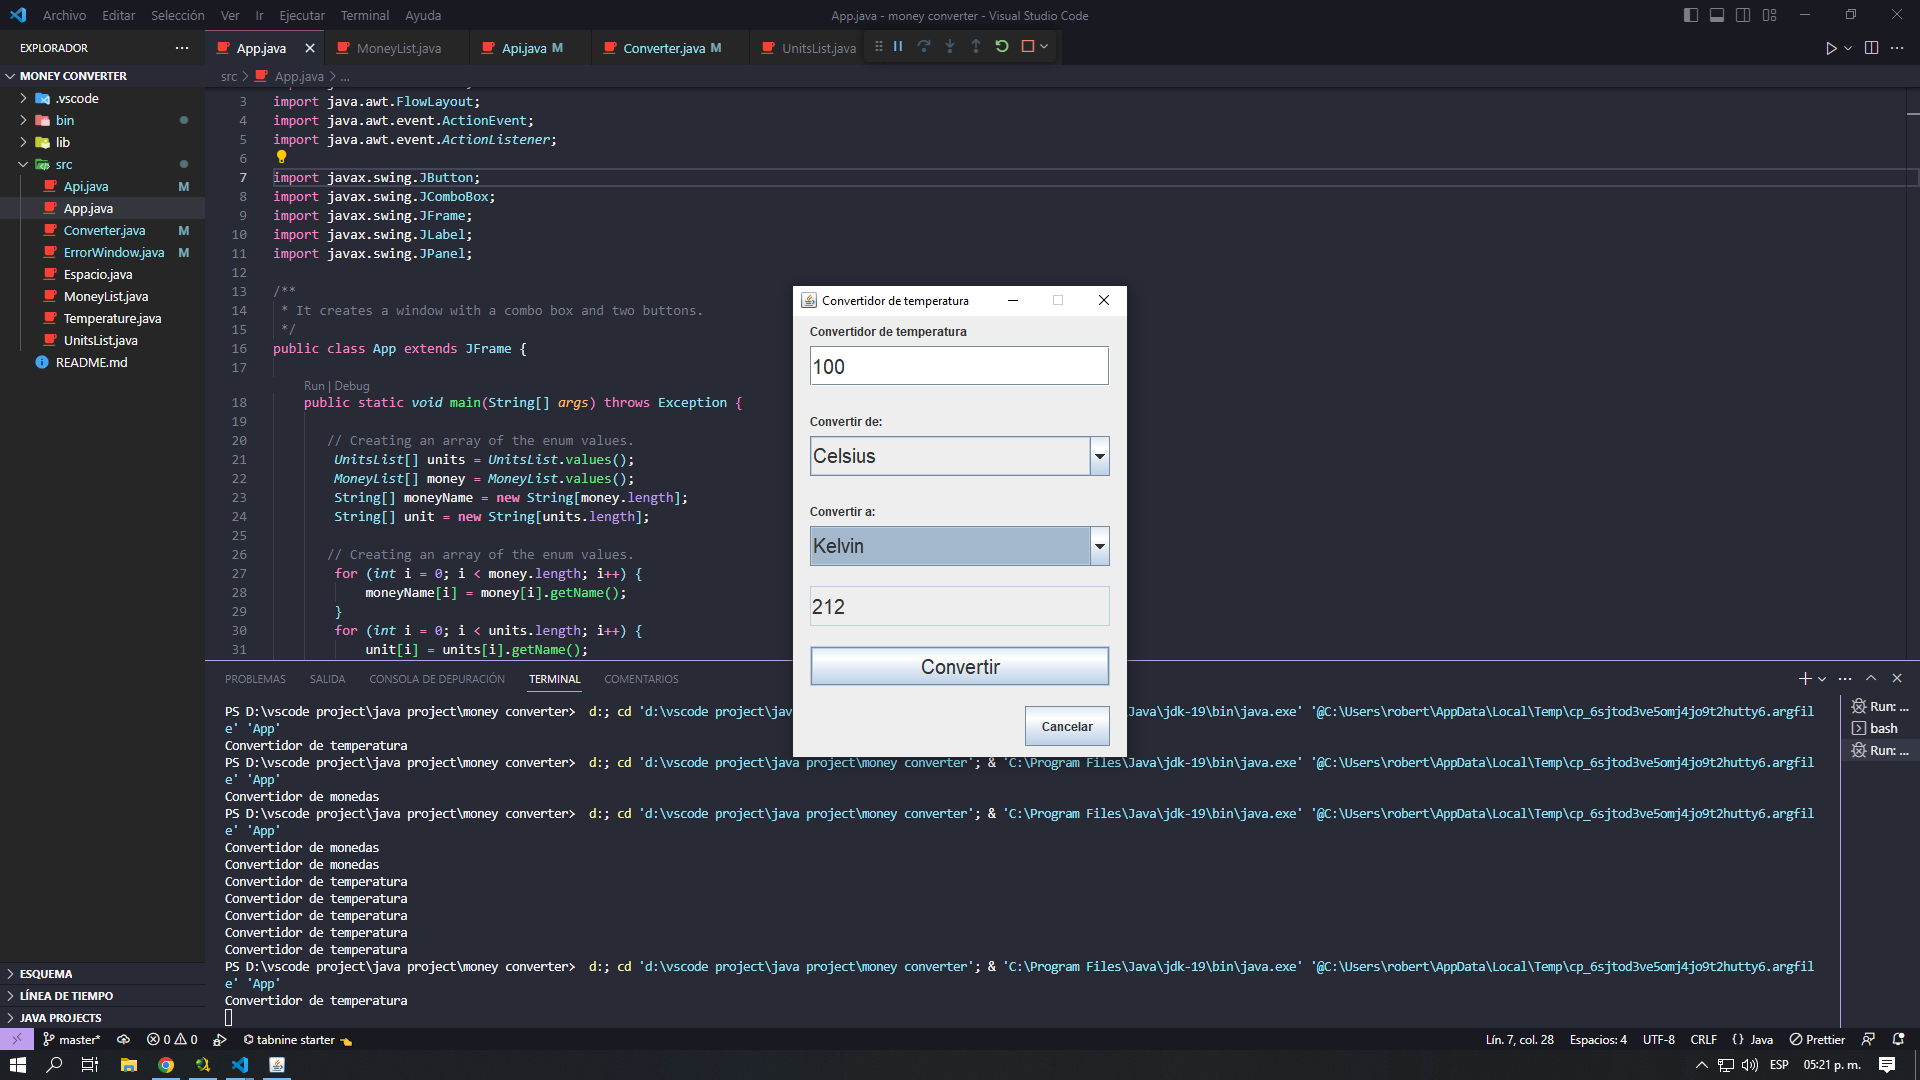 Archivo Editar Selección Ver Ir Ejecutar Terminal Ayuda
App.java - money converter - Visual Studio Code
EXPLORADOR
App.java
MoneyList.java
Api.java M
Converter.java M
UnitsList.java
MONEY CONVERTER
src > App.java > ...
.vscode
bin
lib
src
Api.java M
App.java
Converter.java M
ErrorWindow.java M
Espacio.java
MoneyList.java
Temperature.java
UnitsList.java
README.md
ESQUEMA
LÍNEA DE TIEMPO
JAVA PROJECTS
3 import java.awt.FlowLayout;
4 import java.awt.event.ActionEvent;
5 import java.awt.event.ActionListener;
6
7 import javax.swing.JButton;
8 import javax.swing.JComboBox;
9 import javax.swing.JFrame;
10 import javax.swing.JLabel;
11 import javax.swing.JPanel;
12
13 /**
14 * It creates a window with a combo box and two buttons.
15 */
16 public class App extends JFrame {
17
Run | Debug
18 public static void main(String[] args) throws Exception {
19
20 // Creating an array of the enum values.
21 UnitsList[] units = UnitsList.values();
22 MoneyList[] money = MoneyList.values();
23 String[] moneyName = new String[money.length];
24 String[] unit = new String[units.length];
25
26 // Creating an array of the enum values.
27 for (int i = 0; i < money.length; i++) {
28 moneyName[i] = money[i].getName();
29 }
30 for (int i = 0; i < units.length; i++) {
31 unit[i] = units[i].getName();
Convertidor de temperatura
Convertidor de temperatura
100
Convertir de:
Celsius
Convertir a:
Kelvin
212
Convertir
Cancelar
PROBLEMAS SALIDA CONSOLA DE DEPURACIÓN TERMINAL COMENTARIOS
PS D:\vscode project\java project\money converter> d:; cd 'd:\vscode project\jav Java\jdk-19\bin\java.exe' '@C:\Users\robert\AppData\Local\Temp\cp_6sjtod3ve5omj4jo9t2hutty6.argfil
e' 'App'
Convertidor de temperatura
PS D:\vscode project\java project\money converter> d:; cd 'd:\vscode project\java project\money converter'; & 'C:\Program Files\Java\jdk-19\bin\java.exe' '@C:\Users\robert\AppData\Local\Temp\cp_6sjtod3ve5omj4jo9t2hutty6.argfil
e' 'App'
Convertidor de monedas
PS D:\vscode project\java project\money converter> d:; cd 'd:\vscode project\java project\money converter'; & 'C:\Program Files\Java\jdk-19\bin\java.exe' '@C:\Users\robert\AppData\Local\Temp\cp_6sjtod3ve5omj4jo9t2hutty6.argfil
e' 'App'
Convertidor de monedas
Convertidor de monedas
Convertidor de temperatura
Convertidor de temperatura
Convertidor de temperatura
Convertidor de temperatura
Convertidor de temperatura
PS D:\vscode project\java project\money converter> d:; cd 'd:\vscode project\java project\money converter'; & 'C:\Program Files\Java\jdk-19\bin\java.exe' '@C:\Users\robert\AppData\Local\Temp\cp_6sjtod3ve5omj4jo9t2hutty6.argfil
e' 'App'
Convertidor de temperatura
Run: ...
bash
Run: ...
master* 0 0 tabnine starter
Lín. 7, col. 28 Espacios: 4 UTF-8 CRLF {} Java Prettier
ESP 05:21 p. m.